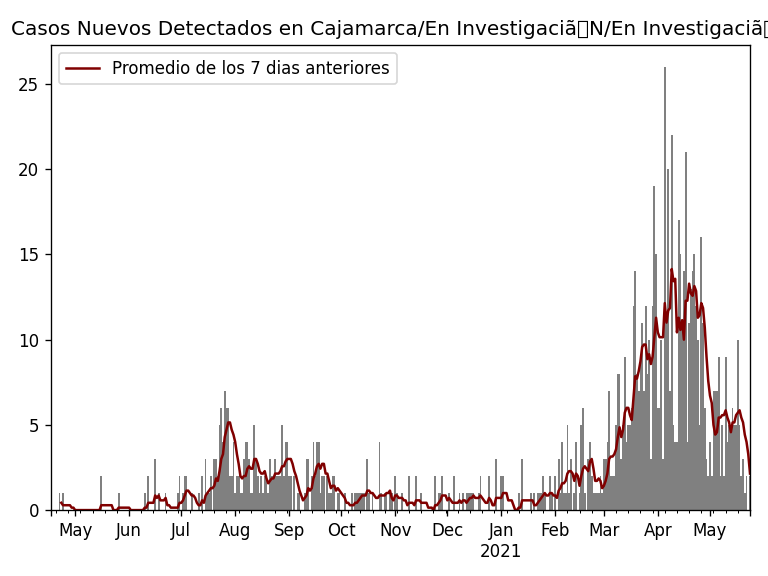 Casos Nuevos Detectados en Cajamarca/En Investigaciã▯N/En Investigaciã▯
Promedio de los 7 dias anteriores
25
20
15
10
5
0
May Jun Jul Aug Sep Oct Nov Dec Jan Feb Mar Apr May
2021